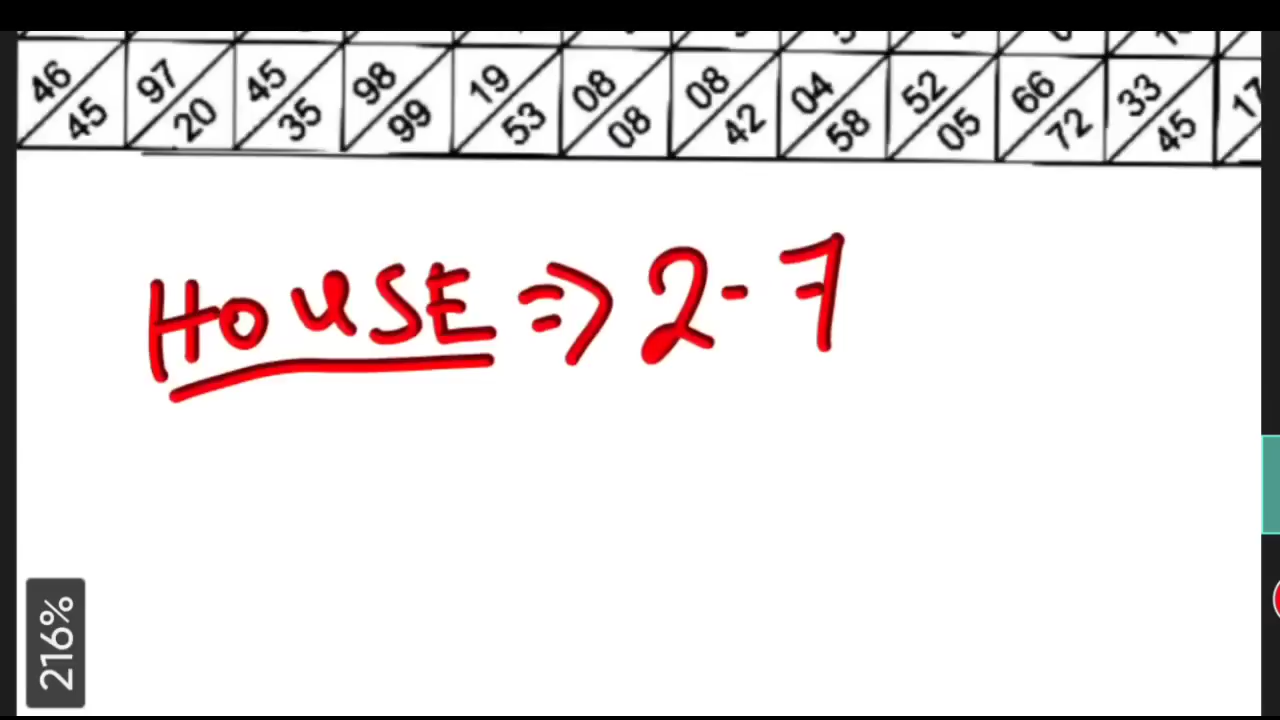 46 97 45 98 19 08 08 04 52 66 33 17
45 20 35 99 53 08 42 58 05 72 45
HOUSE => 2-7
216%